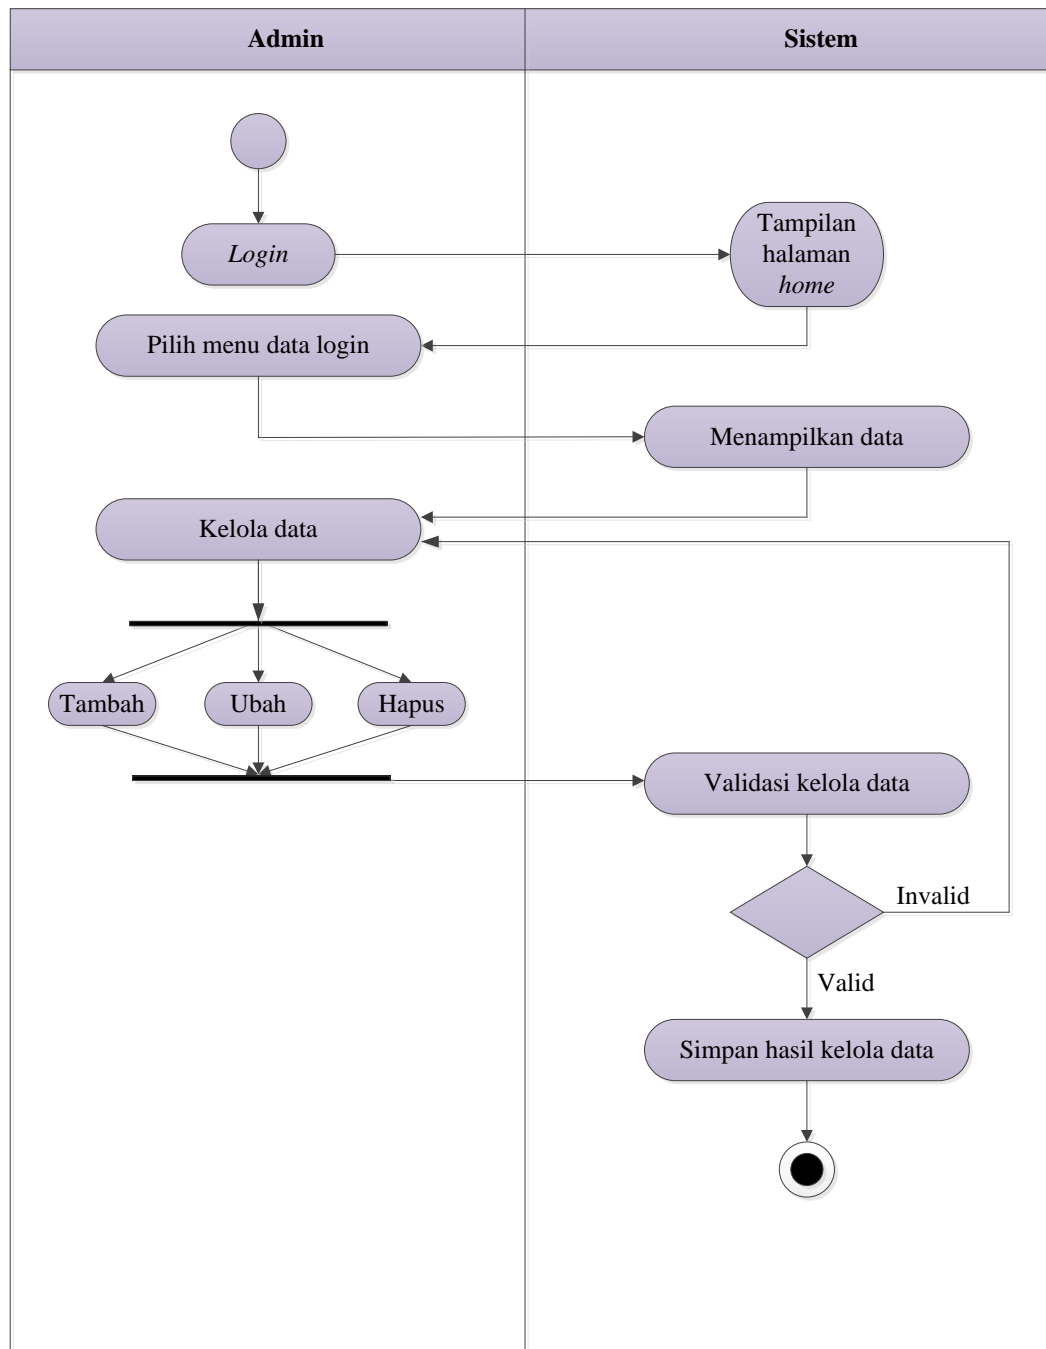 Admin
Sistem
Login
Tampilan
halaman
home
Pilih menu data login
Menampilkan data
Kelola data
Tambah
Ubah
Hapus
Validasi kelola data
Invalid
Valid
Simpan hasil kelola data